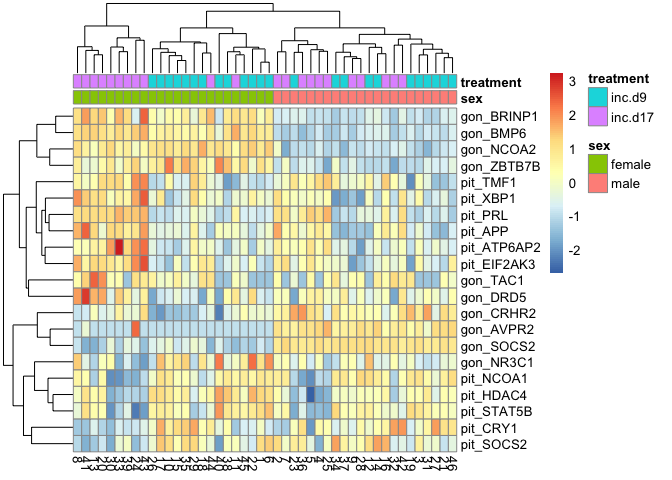 treatment
sex
gon_BRINP1
gon_BMP6
gon_NCOA2
gon_ZBTB7B
pit_TMF1
pit_XBP1
pit_PRL
pit_APP
pit_ATP6AP2
pit_EIF2AK3
gon_TAC1
gon_DRD5
gon_CRHR2
gon_AVPR2
gon_SOCS2
gon_NR3C1
pit_NCOA1
pit_HDAC4
pit_STAT5B
pit_CRY1
pit_SOCS2
3
2
1
0
-1
-2
treatment
inc.d9
inc.d17
sex
female
male